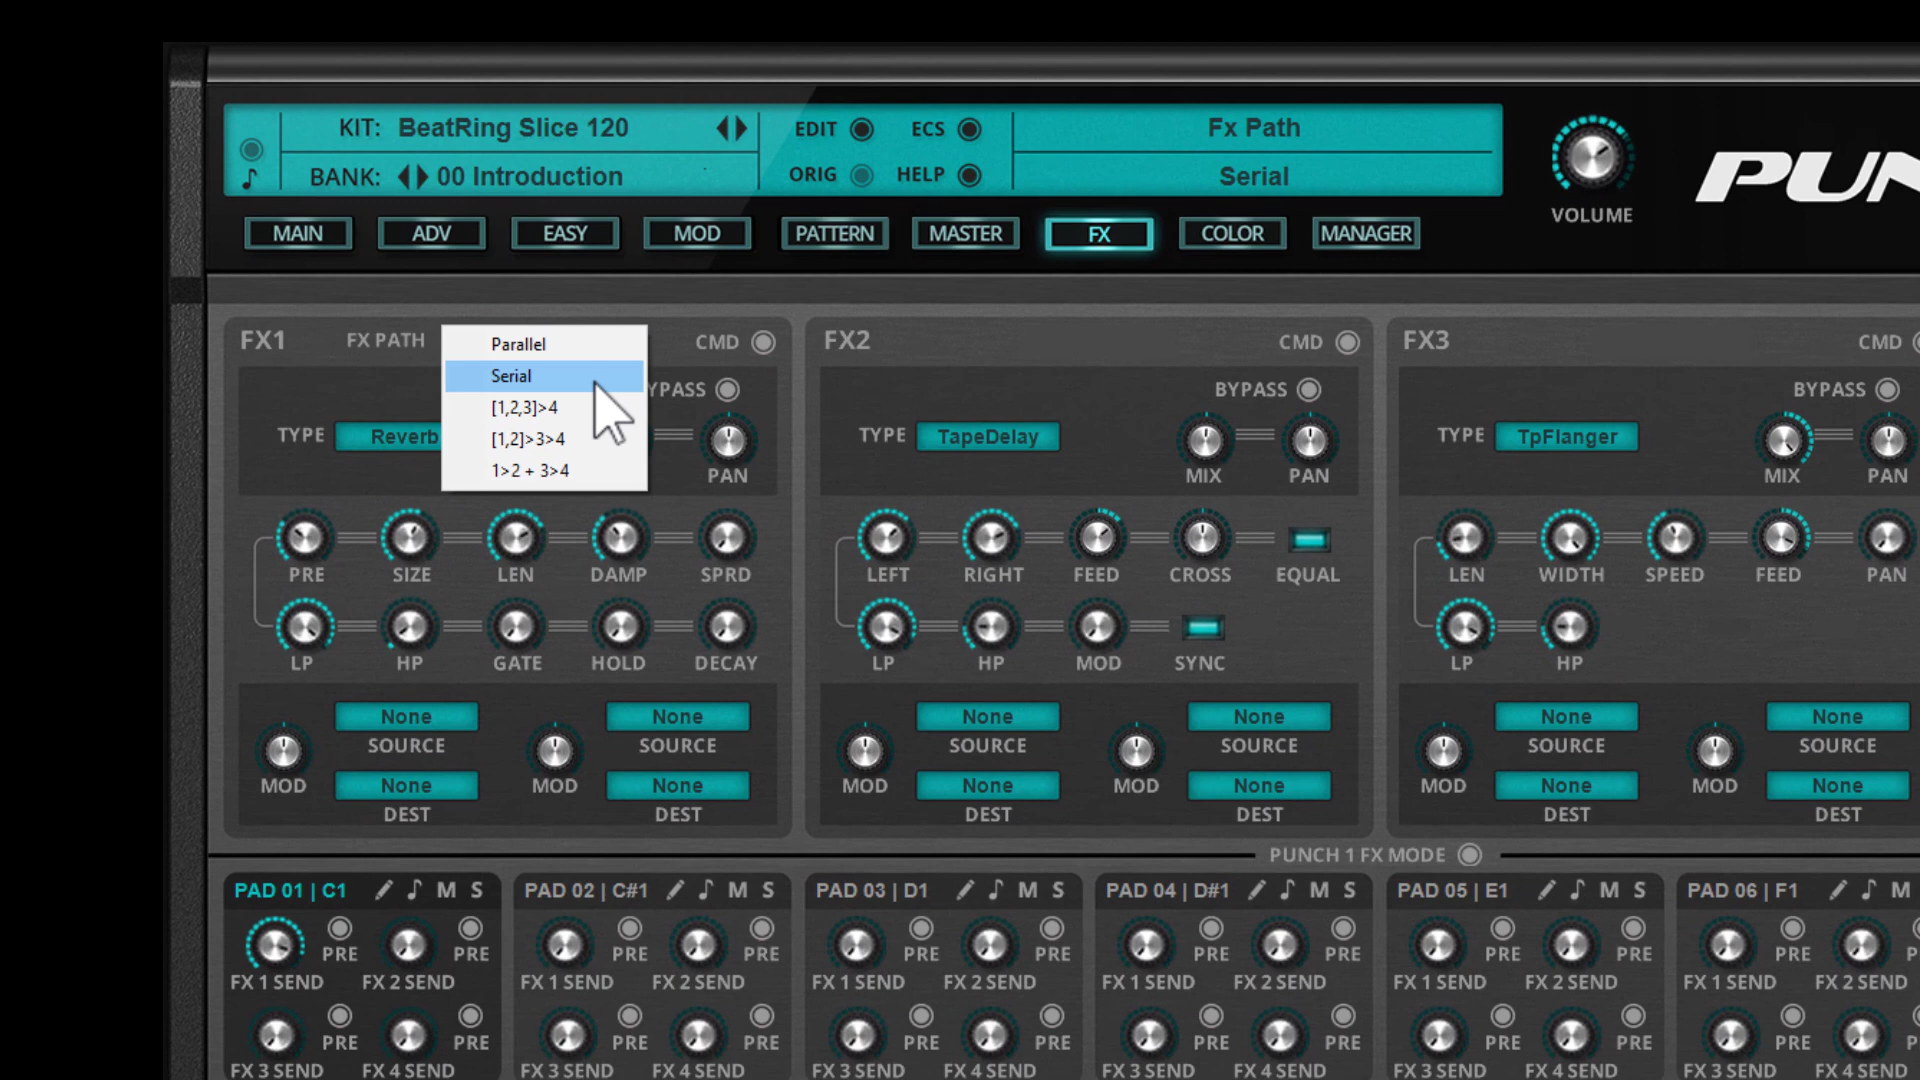 KIT: BeatRing Slice 120
BANK: 00 Introduction
EDIT ECS
ORIG HELP
Fx Path
Serial
VOLUME
MAIN ADV EASY MOD PATTERN MASTER FX COLOR MANAGER
FX1 FX PATH CMD
Parallel
Serial
[1,2,3]>4
[1,2]>3>4
1>2 + 3>4
TYPE Reverb
PAN
PRE SIZE LEN DAMP SPRD
LP HP GATE HOLD DECAY
MOD None SOURCE None DEST
MOD None SOURCE None DEST
FX2 CMD
BYPASS
TYPE TapeDelay MIX PAN
LEFT RIGHT FEED CROSS EQUAL
LP HP MOD SYNC
MOD None SOURCE None DEST
MOD None SOURCE None DEST
FX3 CMD
BYPASS
TYPE TpFlanger MIX PAN
LEN WIDTH SPEED FEED PAN
LP HP
MOD None SOURCE None DEST
MOD None SOURCE None DEST
PUNCH 1 FX MODE
PAD 01 | C1 M S
PRE PRE
FX 1 SEND FX 2 SEND
PRE PRE
FX 3 SEND FX 4 SEND
PAD 02 | C#1 M S
PRE PRE
FX 1 SEND FX 2 SEND
PRE PRE
FX 3 SEND FX 4 SEND
PAD 03 | D1 M S
PRE PRE
FX 1 SEND FX 2 SEND
PRE PRE
FX 3 SEND FX 4 SEND
PAD 04 | D#1 M S
PRE PRE
FX 1 SEND FX 2 SEND
PRE PRE
FX 3 SEND FX 4 SEND
PAD 05 | E1 M S
PRE PRE
FX 1 SEND FX 2 SEND
PRE PRE
FX 3 SEND FX 4 SEND
PAD 06 | F1 M
PRE
FX 1 SEND FX 2 SEND
PRE
FX 3 SEND FX 4 SEND